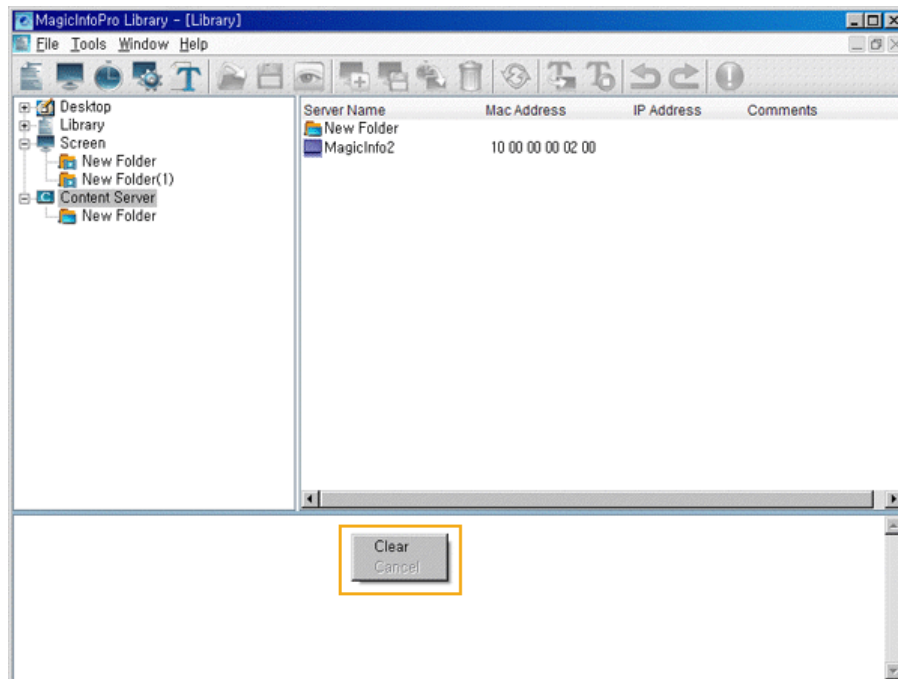 MagicInfoPro Library - [Library]
File Tools Window Help
Desktop
Library
Screen
New Folder
New Folder(1)
Content Server
New Folder
Server Name Mac Address IP Address Comments
New Folder
MagicInfo2 10 00 00 00 02 00
Clear
Cancel